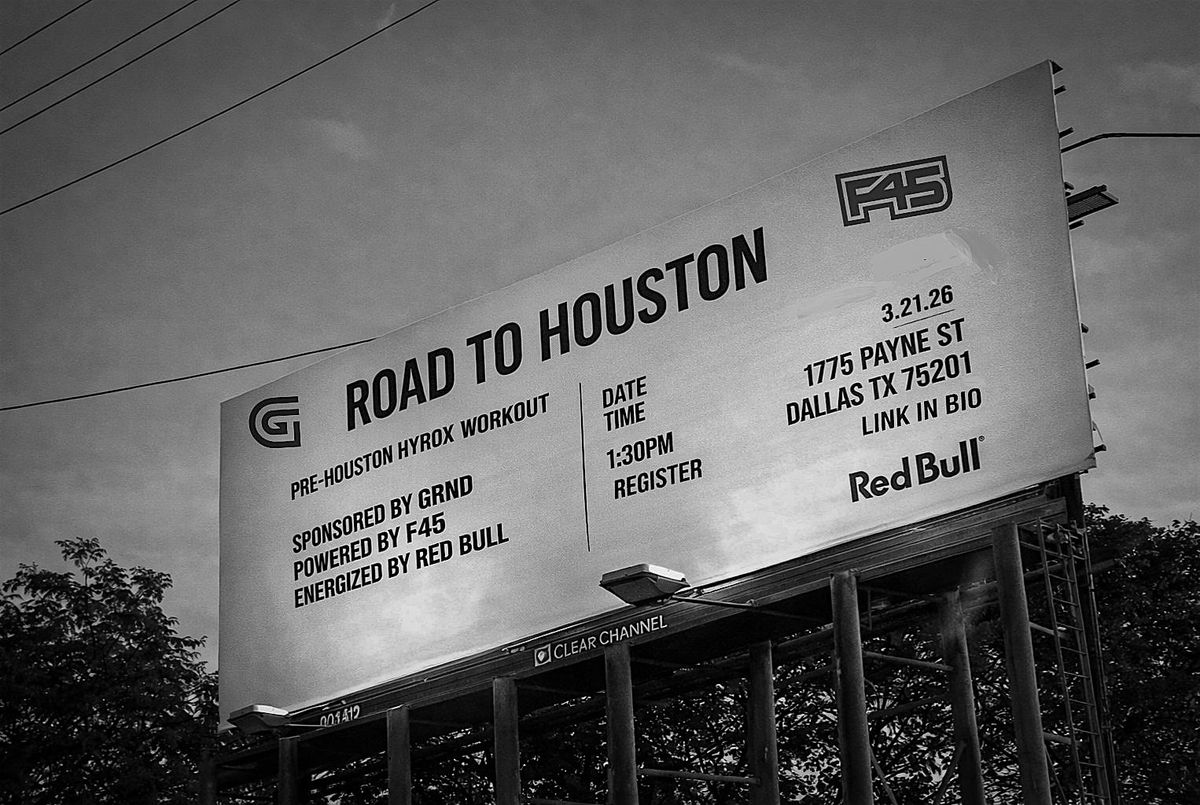 F45
ROAD TO HOUSTON
G
PRE-HOUSTON HYROX WORKOUT
SPONSORED BY GRND
POWERED BY F45
ENERGIZED BY RED BULL
DATE
TIME
1:30PM
REGISTER
3.21.26
1775 PAYNE ST
DALLAS TX 75201
LINK IN BIO
Red Bull®
CLEAR CHANNEL
001412